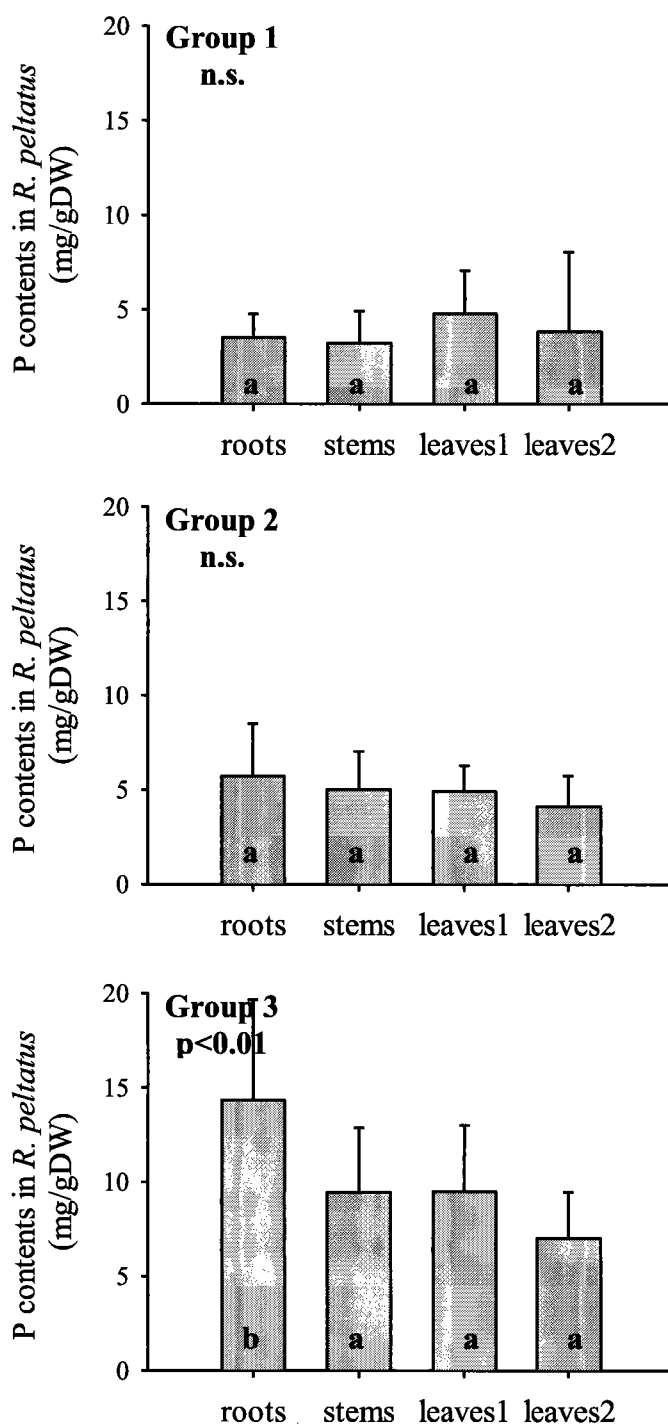 Group 1
n.s.
20
15
10
5
0
P contents in R. peltatus
(mg/gDW)
a a a a
roots stems leaves1 leaves2
Group 2
n.s.
20
15
10
5
0
P contents in R. peltatus
(mg/gDW)
a a a a
roots stems leaves1 leaves2
Group 3
p<0.01
20
15
10
5
0
P contents in R. peltatus
(mg/gDW)
b a a a
roots stems leaves1 leaves2